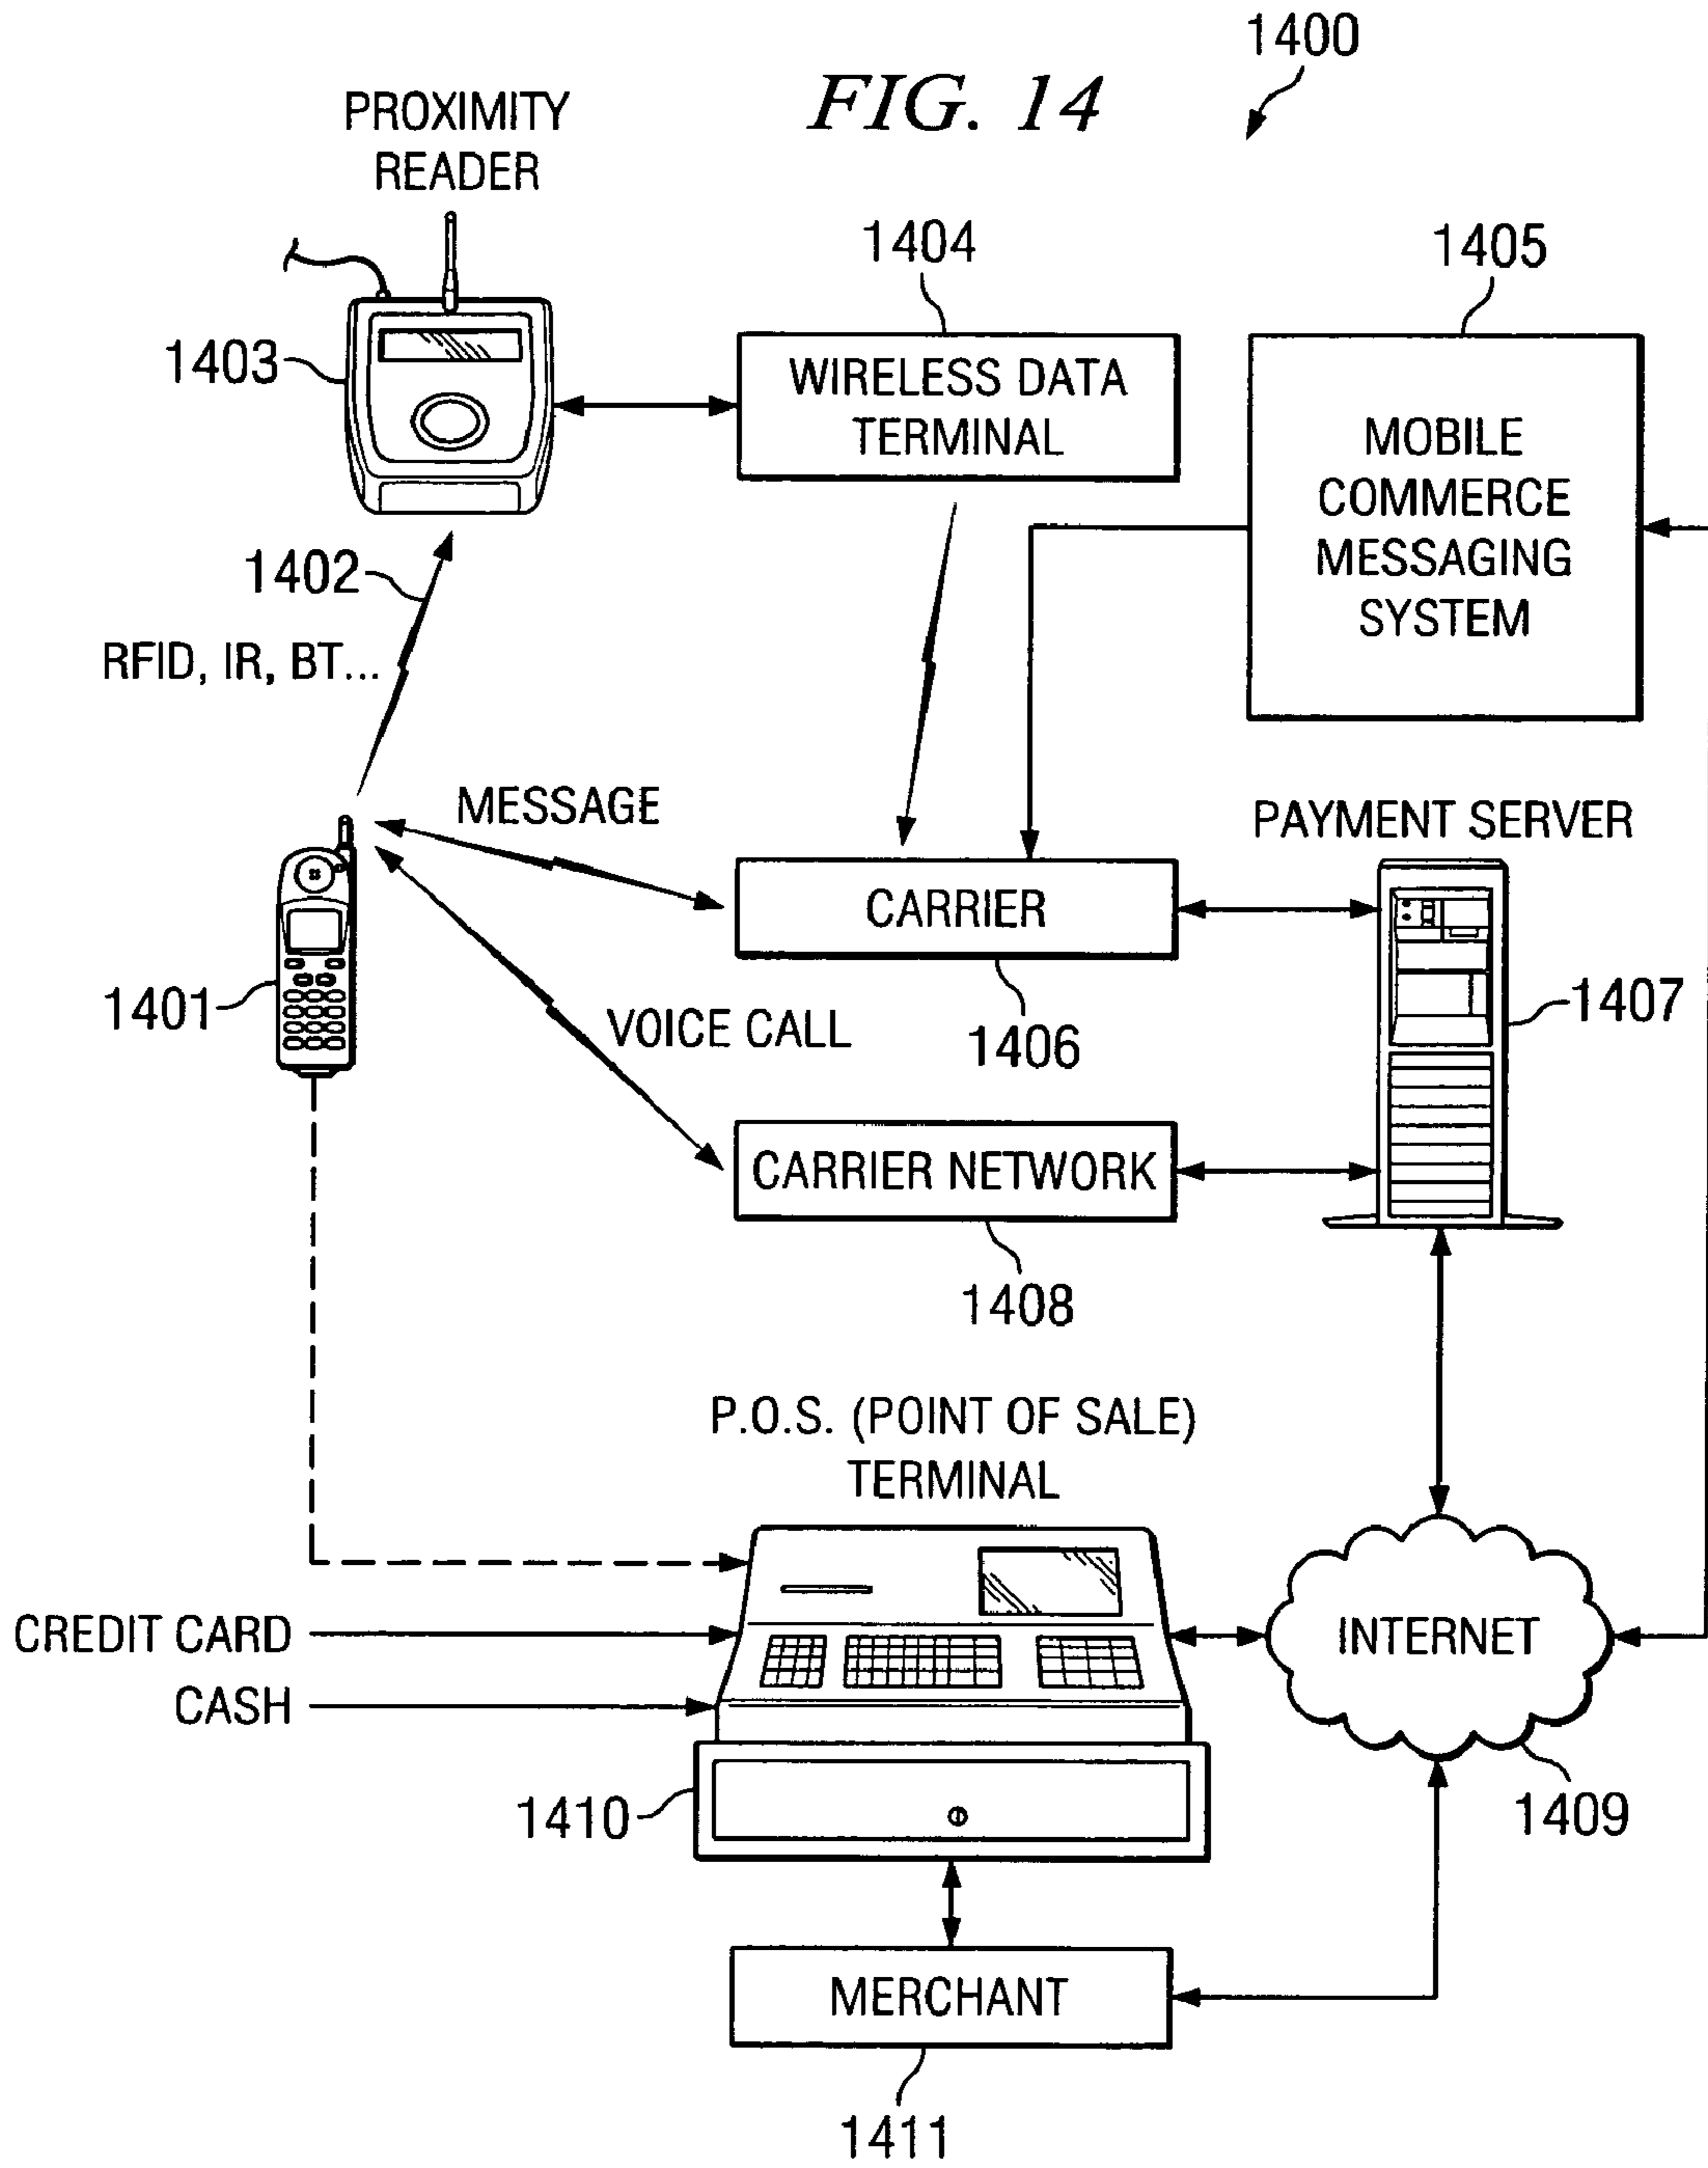 1400
FIG. 14
PROXIMITY
READER
1404
1405
1403
WIRELESS DATA
TERMINAL
MOBILE
COMMERCE
MESSAGING
SYSTEM
1402
RFID, IR, BT...
MESSAGE
PAYMENT SERVER
CARRIER
1401
1407
VOICE CALL
1406
CARRIER NETWORK
1408
P.O.S. (POINT OF SALE)
TERMINAL
CREDIT CARD
INTERNET
CASH
1410
1409
MERCHANT
1411